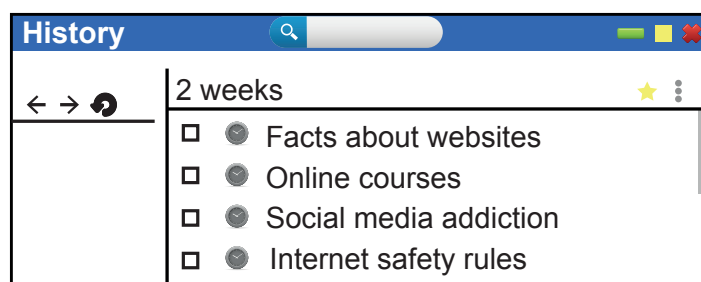 History
2 weeks
Facts about websites
Online courses
Social media addiction
Internet safety rules